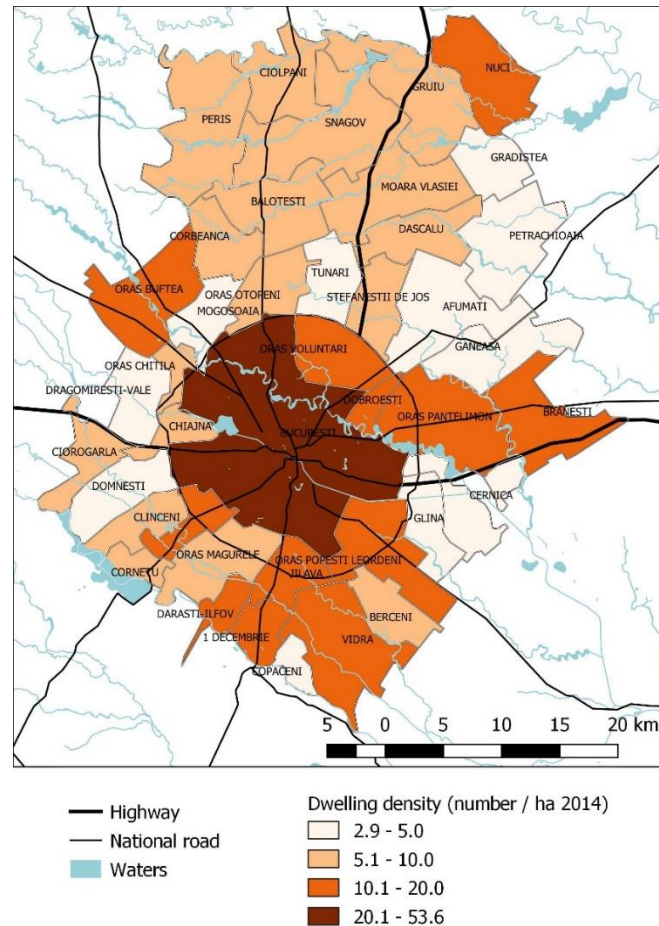 CIOLPANI
NUCI
GRUIU
PERIS
SNAGOV
GRADISTEA
BALOTESTI
MOARA VLASIEI
CORBEANCA
DASCALU
PETRACHIOAIA
TUNARI
ORAS BUFTEA
ORAS OTOPENI
STEFANESTII DE JOS
MOGOSOAIA
AFUMATI
GANEASA
ORAS VOLUNTARI
ORAS CHITILA
DRAGOMIRESTI-VALE
DOBROESTI
ORAS PANTELIMON
BRANESTI
CHIAJNA
BUCURESTI
CIOROGARLA
DOMNESTI
CERNICA
GLINA
CLINCENI
ORAS MAGURELE
ORAS POPESTI LEORDENI
CORNETU
JILAVA
DARASTI-ILFOV
BERCENI
1 DECEMBRIE
VIDRA
COPACENI
5 0 5 10 15 20 km
Highway
National road
Waters
Dwelling density (number / ha 2014)
2.9 - 5.0
5.1 - 10.0
10.1 - 20.0
20.1 - 53.6